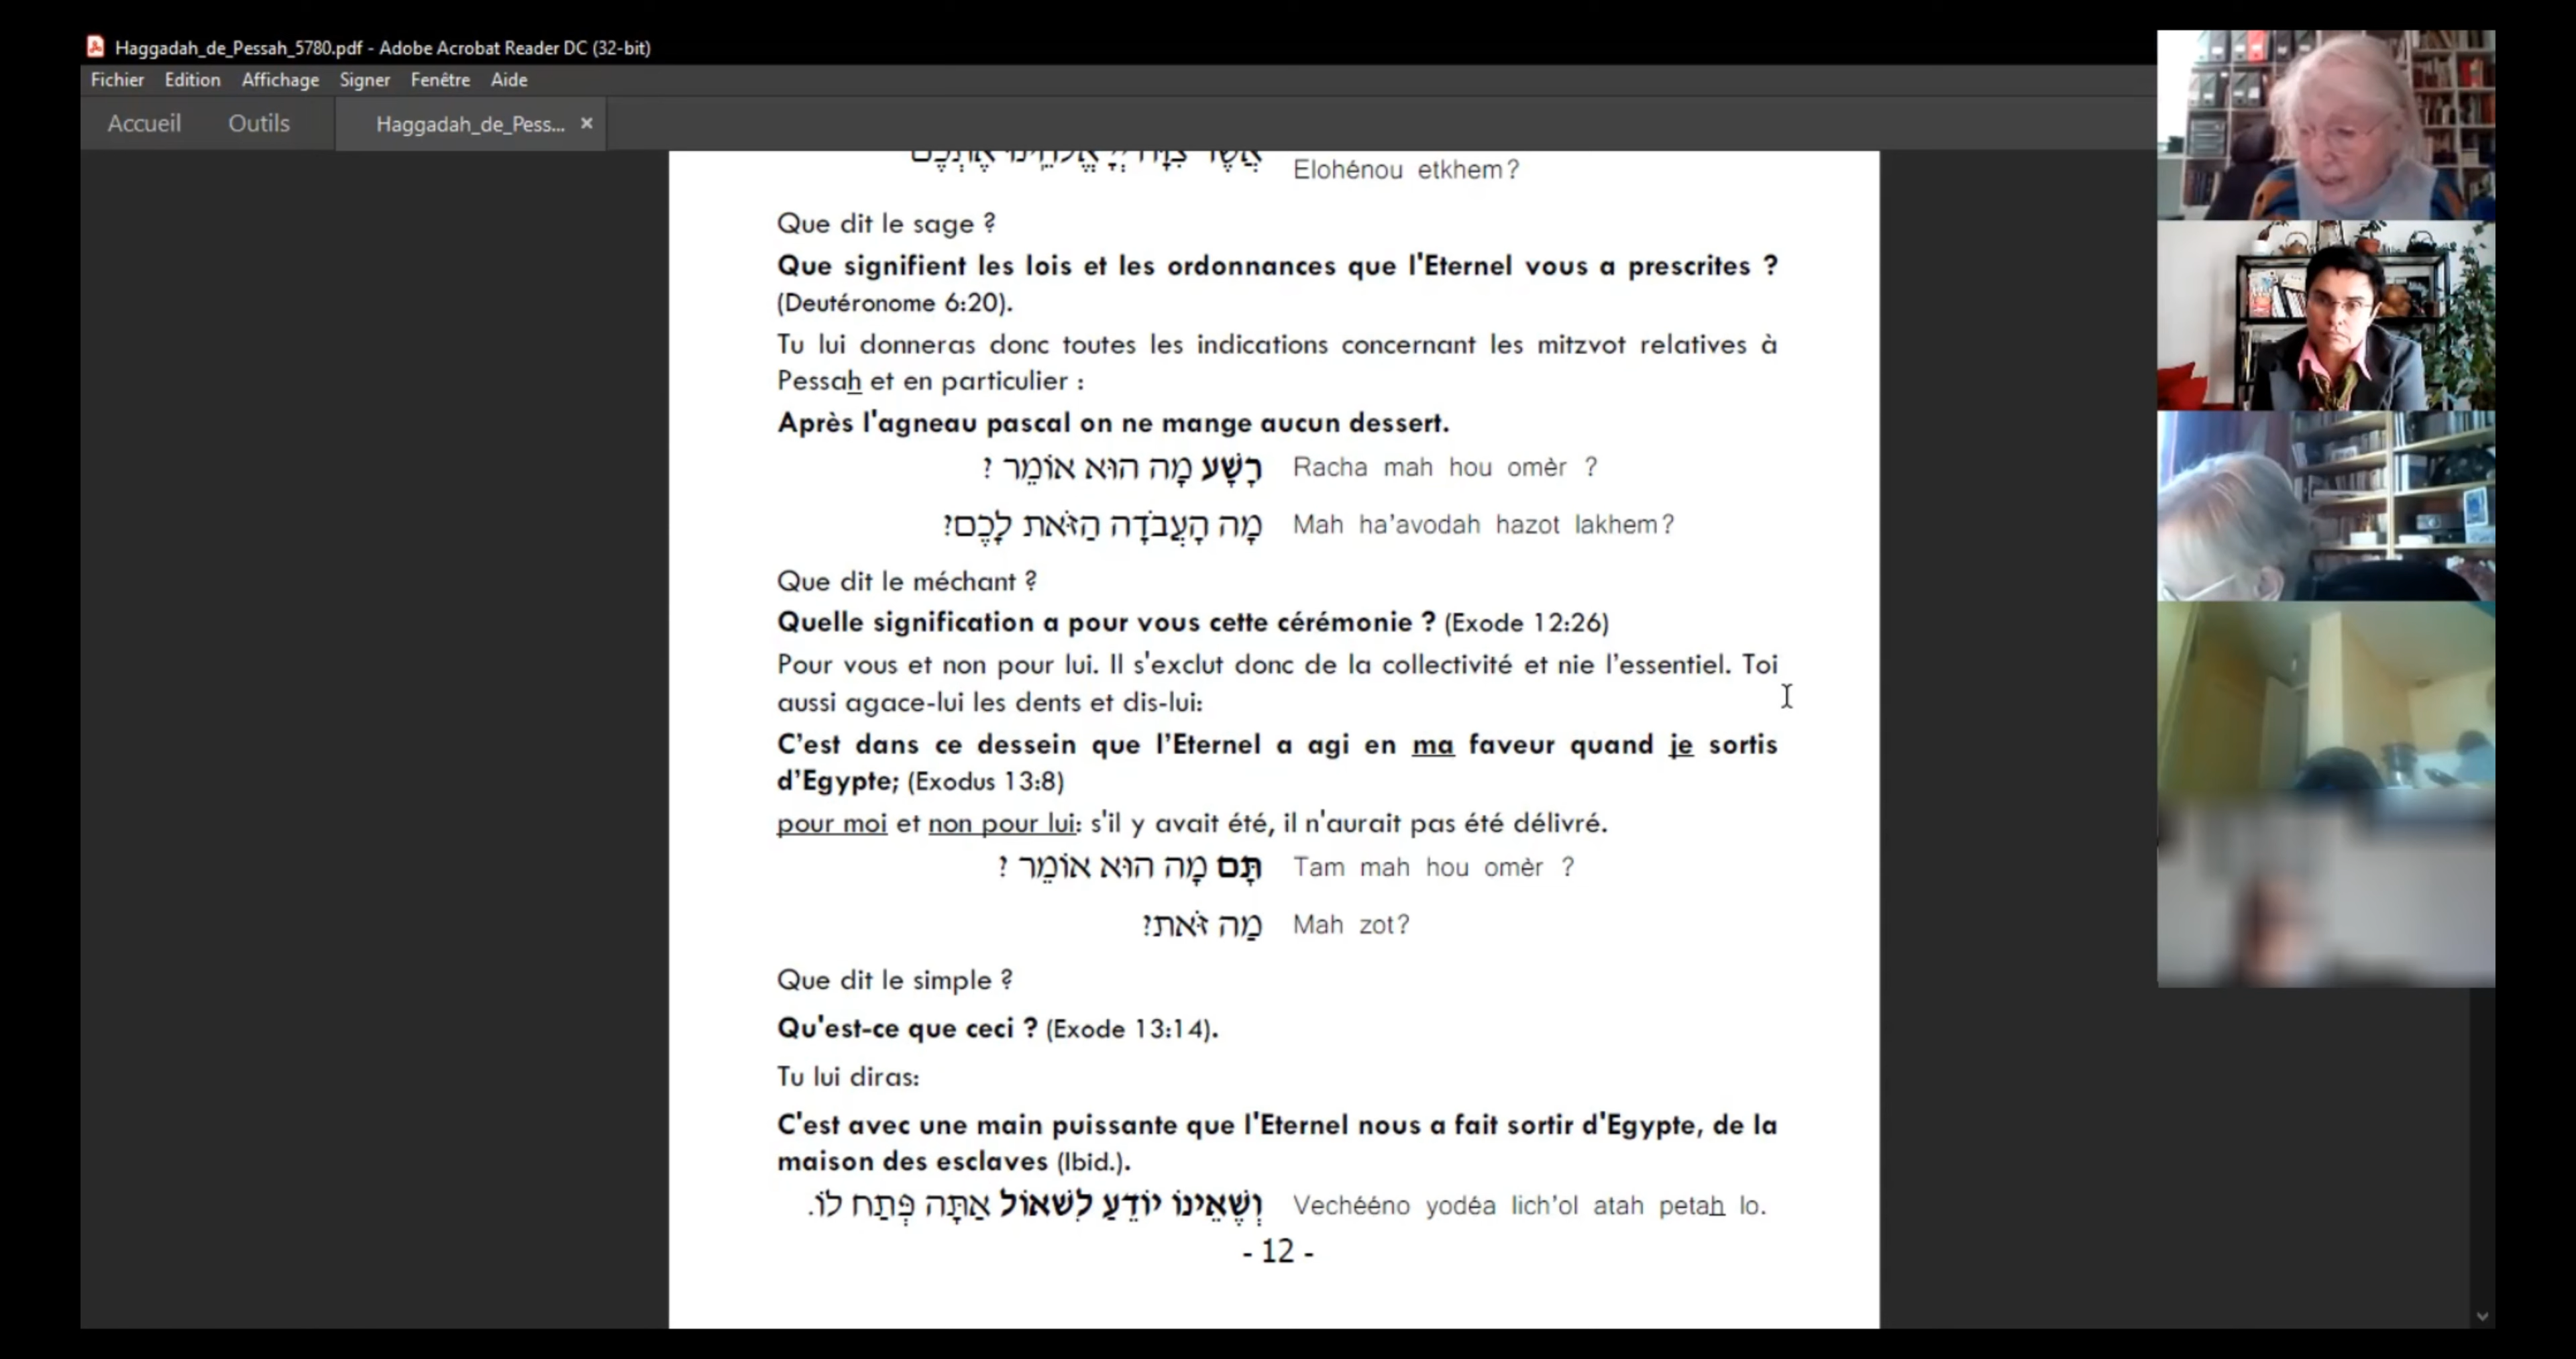 Haggadah_de_Pessah_5780.pdf - Adobe Acrobat Reader DC (32-bit)
Fichier Edition Affichage Signer Fenêtre Aide
Accueil Outils Haggadah_de_Pess... ×
אֲשֶׁר צִוָּה יְיָ אֱלֹהֵינוּ אֶתְכֶם Elohénou etkhem?
Que dit le sage ?
Que signifient les lois et les ordonnances que l'Eternel vous a prescrites ?
(Deutéronome 6:20).
Tu lui donneras donc toutes les indications concernant les mitzvot relatives à
Pessah et en particulier :
Après l'agneau pascal on ne mange aucun dessert.
רָשָׁע מָה הוּא אוֹמֵר ? Racha mah hou omèr ?
מָה הָעֲבֹדָה הַזֹּאת לָכֶם? Mah ha'avodah hazot lakhem?
Que dit le méchant ?
Quelle signification a pour vous cette cérémonie ? (Exode 12:26)
Pour vous et non pour lui. Il s'exclut donc de la collectivité et nie l'essentiel. Toi
aussi agace-lui les dents et dis-lui:
C'est dans ce dessein que l'Eternel a agi en ma faveur quand je sortis
d'Egypte; (Exodus 13:8)
pour moi et non pour lui: s'il y avait été, il n'aurait pas été délivré.
תָּם מָה הוּא אוֹמֵר ? Tam mah hou omèr ?
מַה זֹּאת? Mah zot?
Que dit le simple ?
Qu'est-ce que ceci ? (Exode 13:14).
Tu lui diras:
C'est avec une main puissante que l'Eternel nous a fait sortir d'Egypte, de la
maison des esclaves (Ibid.).
וְשֶׁאֵינוֹ יוֹדֵעַ לִשְׁאוֹל אַתָּה פְּתַח לוֹ. Vechééno yodéa lich'ol atah petah lo.
- 12 -